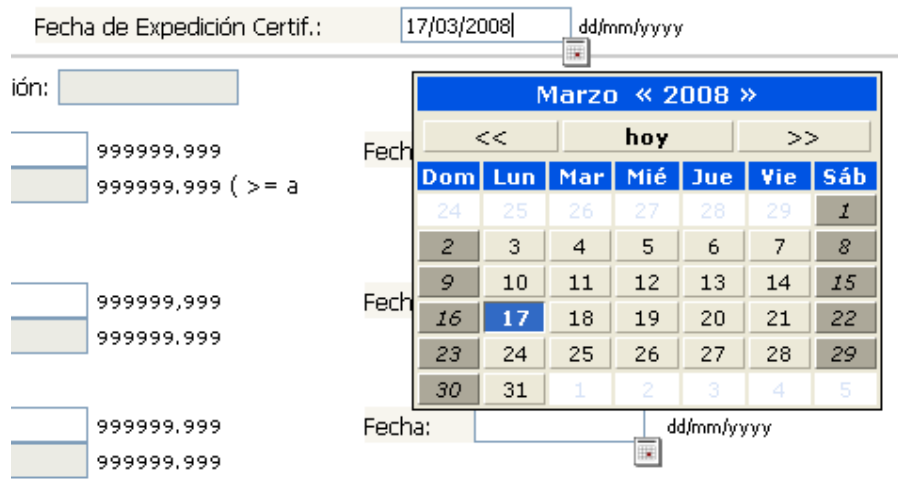 Fecha de Expedición Certif.: 17/03/2008 dd/mm/yyyy
ión:
Marzo « 2008 »
<< hoy >>
999999.999 Fech
Dom Lun Mar Mié Jue Vie Sáb
999999.999 ( >= a
24 25 26 27 28 29 1
2 3 4 5 6 7 8
9 10 11 12 13 14 15
999999,999 Fech
16 17 18 19 20 21 22
999999.999
23 24 25 26 27 28 29
30 31 1 2 3 4 5
999999.999 Fecha: dd/mm/yyyy
999999.999